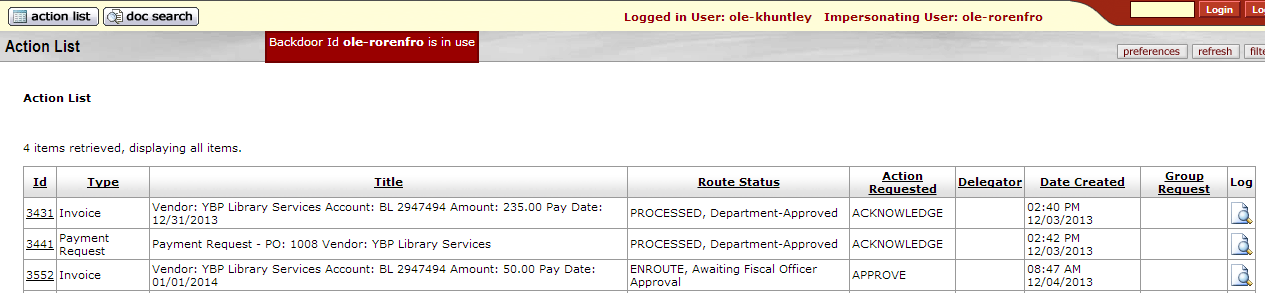 action list doc search Logged in User: ole-khuntley Impersonating User: ole-rorenfro Login
Action List Backdoor Id ole-rorenfro is in use preferences refresh
Action List
4 items retrieved, displaying all items.
Id Type Title Route Status Action Requested Delegator Date Created Group Request Log
3431 Invoice Vendor: YBP Library Services Account: BL 2947494 Amount: 235.00 Pay Date: 12/31/2013 PROCESSED, Department-Approved ACKNOWLEDGE 02:40 PM 12/03/2013
3441 Payment Request Payment Request - PO: 1008 Vendor: YBP Library Services PROCESSED, Department-Approved ACKNOWLEDGE 02:42 PM 12/03/2013
3552 Invoice Vendor: YBP Library Services Account: BL 2947494 Amount: 50.00 Pay Date: 01/01/2014 ENROUTE, Awaiting Fiscal Officer Approval APPROVE 08:47 AM 12/04/2013